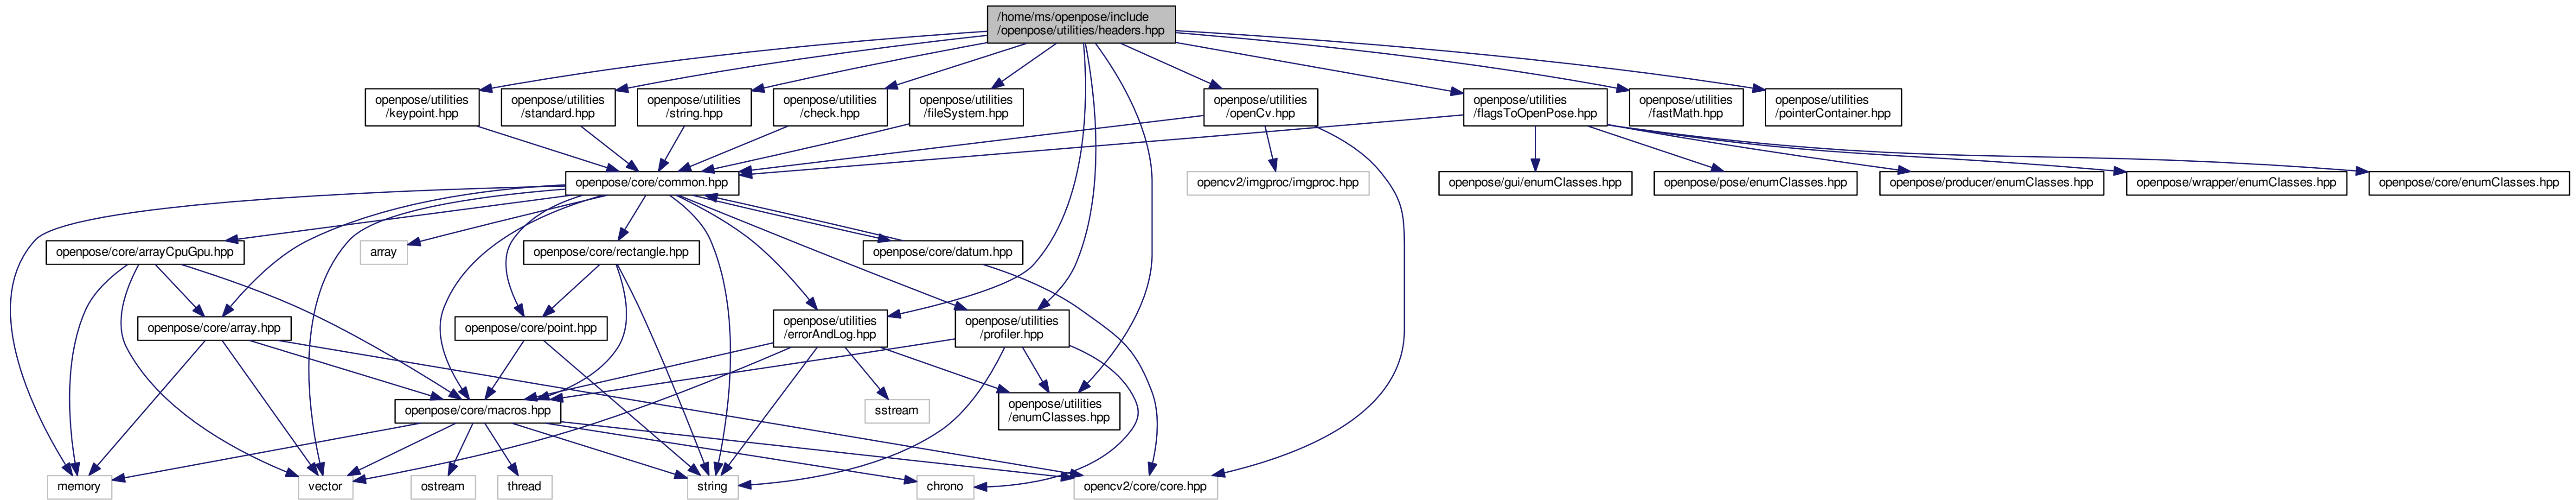 /home/ms/openpose/include
/openpose/utilities/headers.hpp
openpose/utilities
/keypoint.hpp
openpose/utilities
/standard.hpp
openpose/utilities
/string.hpp
openpose/utilities
/check.hpp
openpose/utilities
/fileSystem.hpp
openpose/utilities
/openCv.hpp
openpose/utilities
/flagsToOpenPose.hpp
openpose/utilities
/fastMath.hpp
openpose/utilities
/pointerContainer.hpp
openpose/core/common.hpp
opencv2/imgproc/imgproc.hpp
openpose/gui/enumClasses.hpp
openpose/pose/enumClasses.hpp
openpose/producer/enumClasses.hpp
openpose/wrapper/enumClasses.hpp
openpose/core/enumClasses.hpp
openpose/core/arrayCpuGpu.hpp
array
openpose/core/rectangle.hpp
openpose/core/datum.hpp
openpose/core/array.hpp
openpose/core/point.hpp
openpose/utilities
/errorAndLog.hpp
openpose/utilities
/profiler.hpp
openpose/core/macros.hpp
sstream
openpose/utilities
/enumClasses.hpp
memory
vector
ostream
thread
string
chrono
opencv2/core/core.hpp